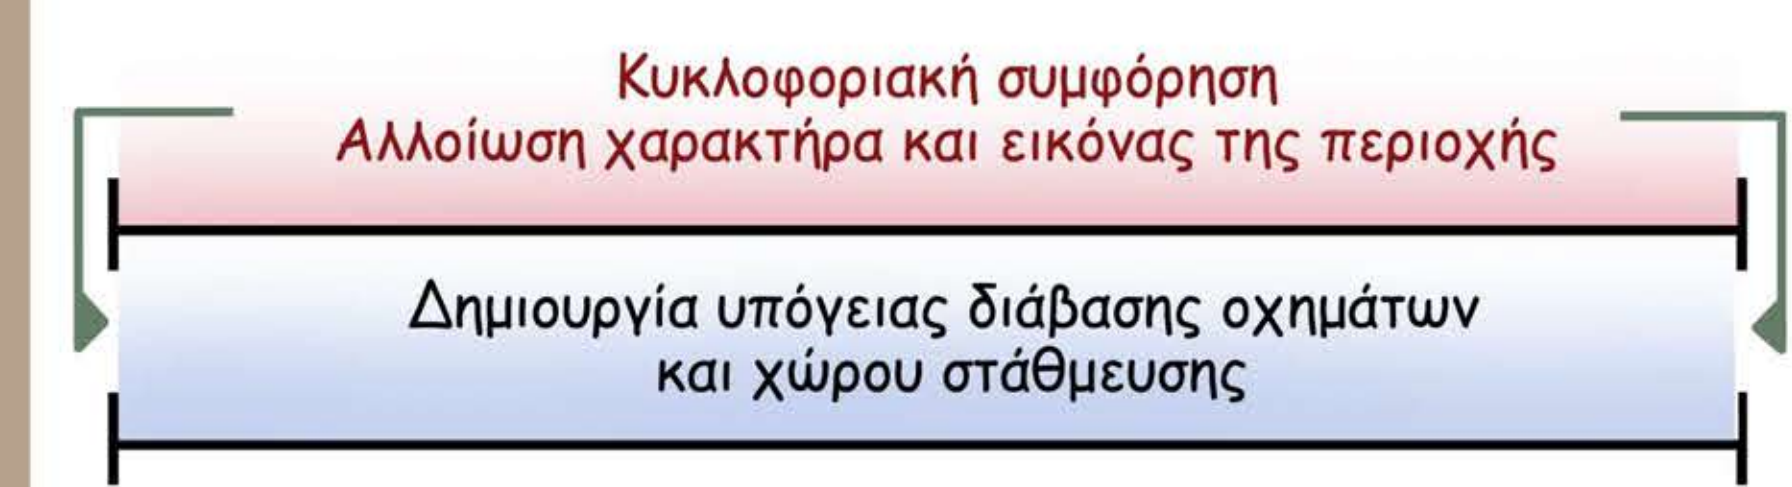 Κυκλοφοριακή συμφόρηση
Αλλοίωση χαρακτήρα και εικόνας της περιοχής
Δημιουργία υπόγειας διάβασης οχημάτων
και χώρου στάθμευσης